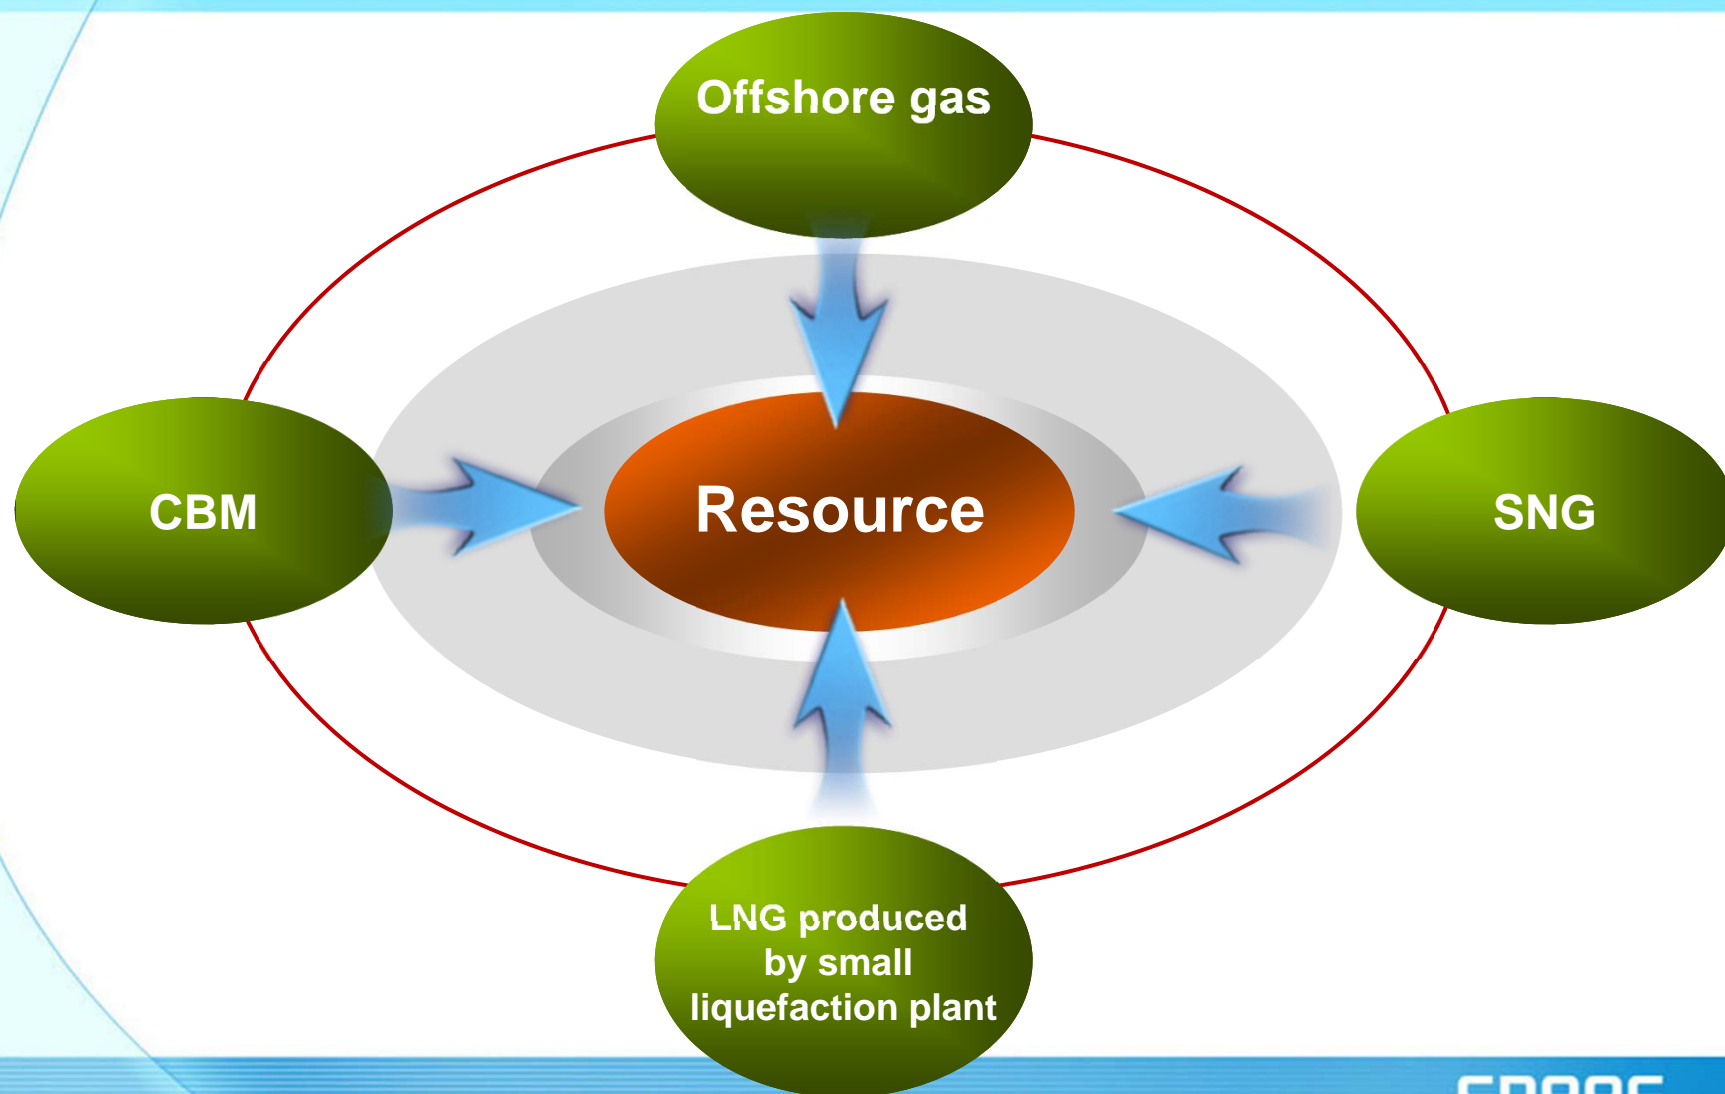 Offshore gas
CBM
Resource
SNG
LNG produced
by small
liquefaction plant